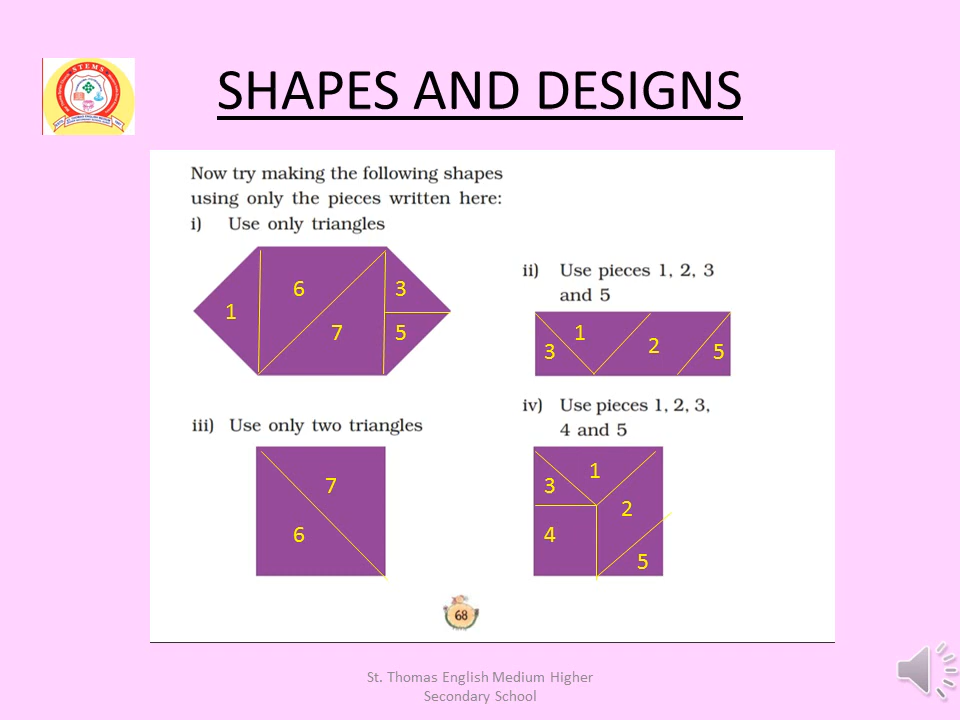 SHAPES AND DESIGNS
STEMS
Now try making the following shapes
using only the pieces written here:
i) Use only triangles
1
6
7
3
5
ii) Use pieces 1, 2, 3
and 5
3
1
2
5
iii) Use only two triangles
7
6
iv) Use pieces 1, 2, 3,
4 and 5
3
1
2
4
5
68
St. Thomas English Medium Higher
Secondary School